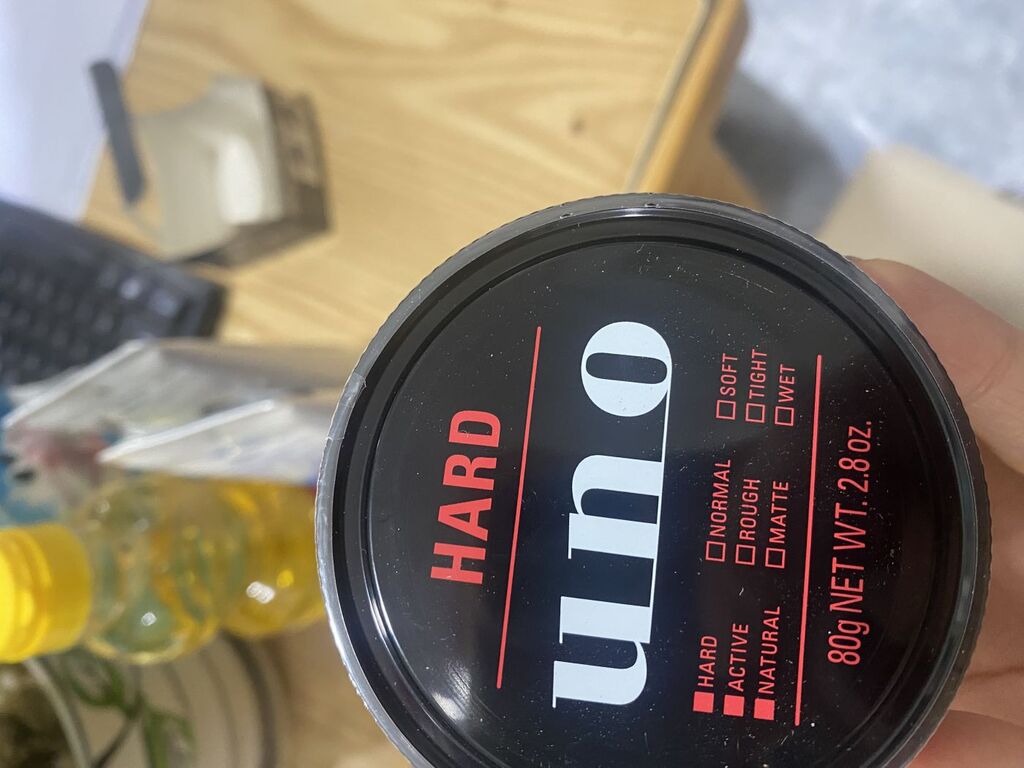 HARD
uno
■HARD □NORMAL □SOFT
■ACTIVE □ROUGH □TIGHT
■NATURAL □MATTE □WET
80g NET WT. 2.8 oz.